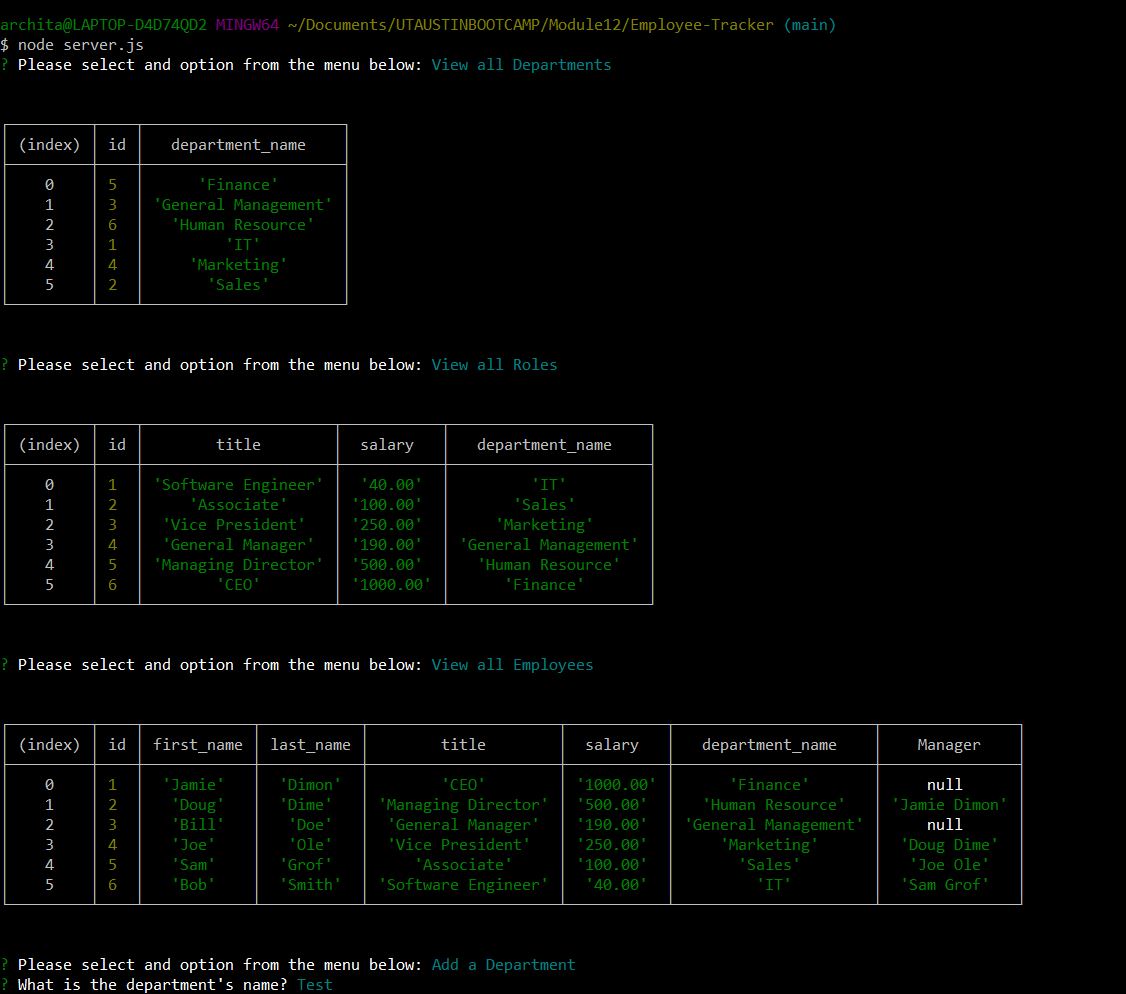 archita@LAPTOP-D4D74QD2 MINGW64 ~/Documents/UTAUSTINBOOTCAMP/Module12/Employee-Tracker (main)
$ node server.js
? Please select and option from the menu below: View all Departments
(index) id department_name
0 5 'Finance'
1 3 'General Management'
2 6 'Human Resource'
3 1 'IT'
4 4 'Marketing'
5 2 'Sales'
? Please select and option from the menu below: View all Roles
(index) id title salary department_name
0 1 'Software Engineer' '40.00' 'IT'
1 2 'Associate' '100.00' 'Sales'
2 3 'Vice President' '250.00' 'Marketing'
3 4 'General Manager' '190.00' 'General Management'
4 5 'Managing Director' '500.00' 'Human Resource'
5 6 'CEO' '1000.00' 'Finance'
? Please select and option from the menu below: View all Employees
(index) id first_name last_name title salary department_name Manager
0 1 'Jamie' 'Dimon' 'CEO' '1000.00' 'Finance' null
1 2 'Doug' 'Dime' 'Managing Director' '500.00' 'Human Resource' 'Jamie Dimon'
2 3 'Bill' 'Doe' 'General Manager' '190.00' 'General Management' null
3 4 'Joe' 'Ole' 'Vice President' '250.00' 'Marketing' 'Doug Dime'
4 5 'Sam' 'Grof' 'Associate' '100.00' 'Sales' 'Joe Ole'
5 6 'Bob' 'Smith' 'Software Engineer' '40.00' 'IT' 'Sam Grof'
? Please select and option from the menu below: Add a Department
? What is the department's name? Test